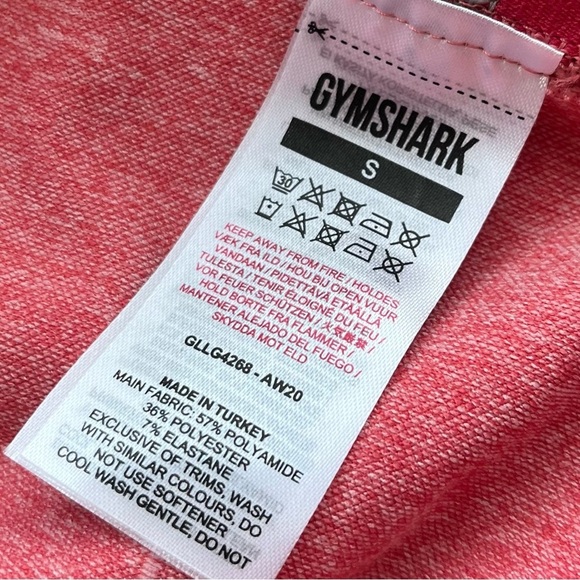 GYMSHARK
S
30
KEEP AWAY FROM FIRE / HOLDES
VÆK FRA ILD / HOU BIJ OPEN VUUR
VANDAAN / PIDETTÄVÄ ETÄÄLLÄ
TULESTA / TENIR ÉLOIGNÉ DU FEU /
VOR FEUER SCHÜTZEN / 火気厳禁 /
HOLD BORTE FRA FLAMMER /
MANTENER ALEJADO DEL FUEGO /
SKYDDA MOT ELD
GLLG4268 - AW20
MADE IN TURKEY
MAIN FABRIC: 57% POLYAMIDE
36% POLYESTER
7% ELASTANE
EXCLUSIVE OF TRIMS, WASH
WITH SIMILAR COLOURS, DO
NOT USE SOFTENER
COOL WASH GENTLE, DO NOT